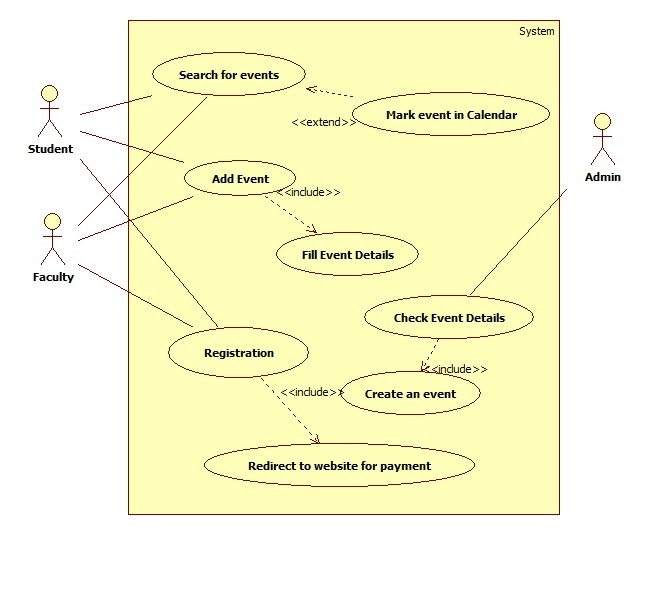 System
Search for events
Mark event in Calendar
<<extend>>
Student
Admin
Add Event
<<include>>
Fill Event Details
Faculty
Check Event Details
Registration
<<include>>
Create an event
<<include>>
Redirect to website for payment